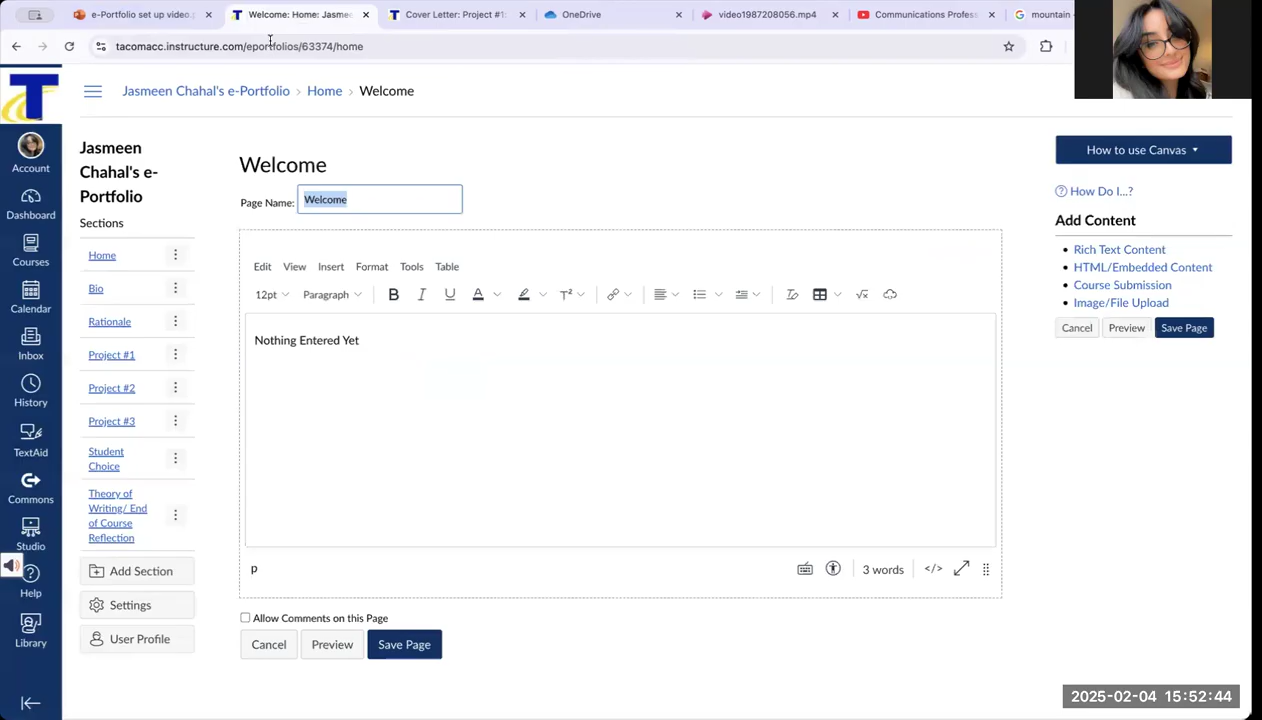 e-Portfolio set up video.
Welcome: Home: Jasmee
Cover Letter: Project #1:
OneDrive
video1987208056.mp4
Communications Profess
mountain
tacomacc.instructure.com/eportfolios/63374/home
Jasmeen Chahal's e-Portfolio > Home > Welcome
Account
Dashboard
Courses
Calendar
Inbox
History
TextAid
Commons
Studio
Help
Library
Jasmeen
Chahal's e-
Portfolio
Sections
Home
Bio
Rationale
Project #1
Project #2
Project #3
Student
Choice
Theory of
Writing/ End
of Course
Reflection
Add Section
Settings
User Profile
Welcome
Page Name: Welcome
Edit View Insert Format Tools Table
12pt Paragraph
Nothing Entered Yet
p
3 words </>
Allow Comments on this Page
Cancel Preview Save Page
How to use Canvas
How Do I...?
Add Content
Rich Text Content
HTML/Embedded Content
Course Submission
Image/File Upload
Cancel Preview Save Page
2025-02-04 15:52:44